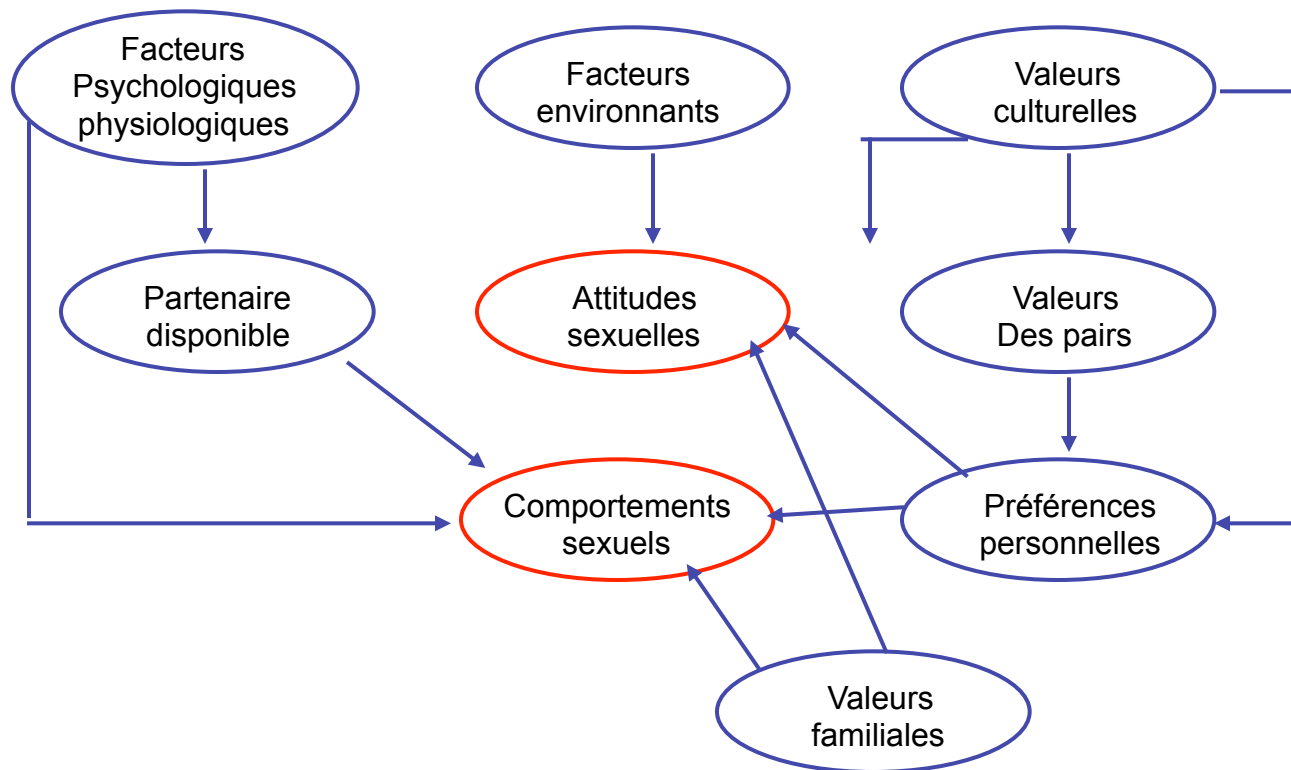 Facteurs
Psychologiques
physiologiques
Facteurs
environnants
Valeurs
culturelles
Partenaire
disponible
Attitudes
sexuelles
Valeurs
Des pairs
Comportements
sexuels
Préférences
personnelles
Valeurs
familiales